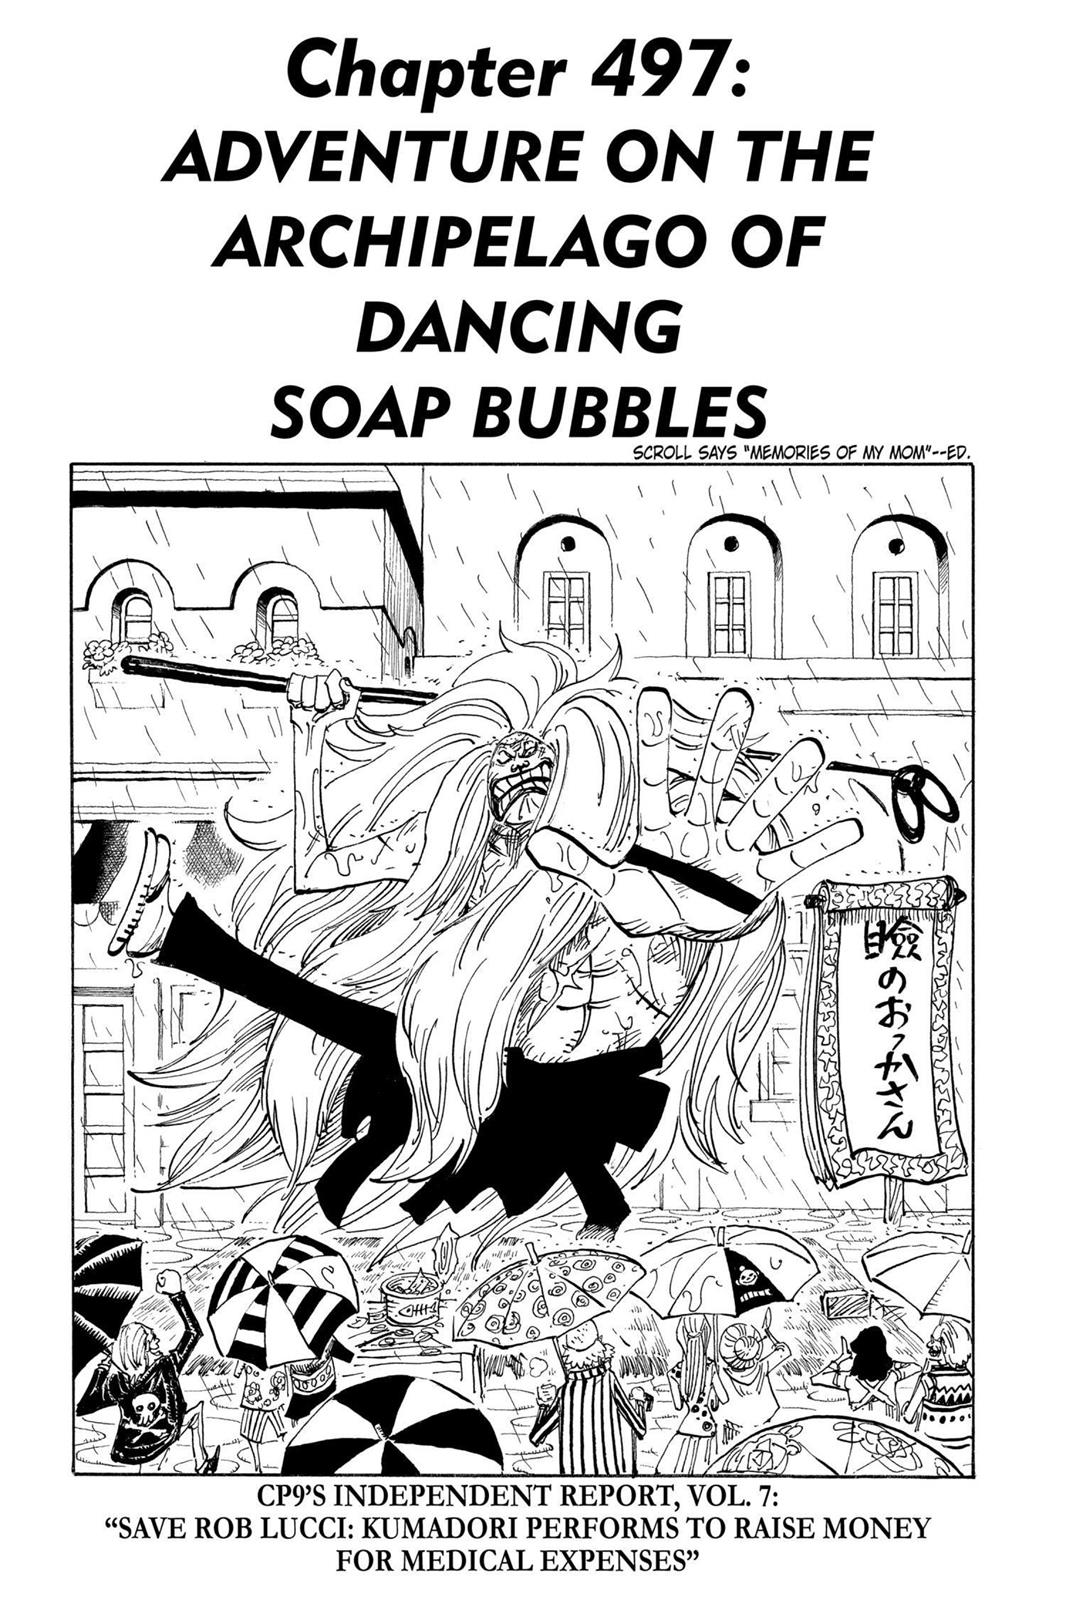 Chapter 497:
ADVENTURE ON THE
ARCHIPELAGO OF
DANCING
SOAP BUBBLES
SCROLL SAYS "MEMORIES OF MY MOM"--ED.
瞼のおっかさん
CP9'S INDEPENDENT REPORT, VOL. 7:
"SAVE ROB LUCCI: KUMADORI PERFORMS TO RAISE MONEY
FOR MEDICAL EXPENSES"